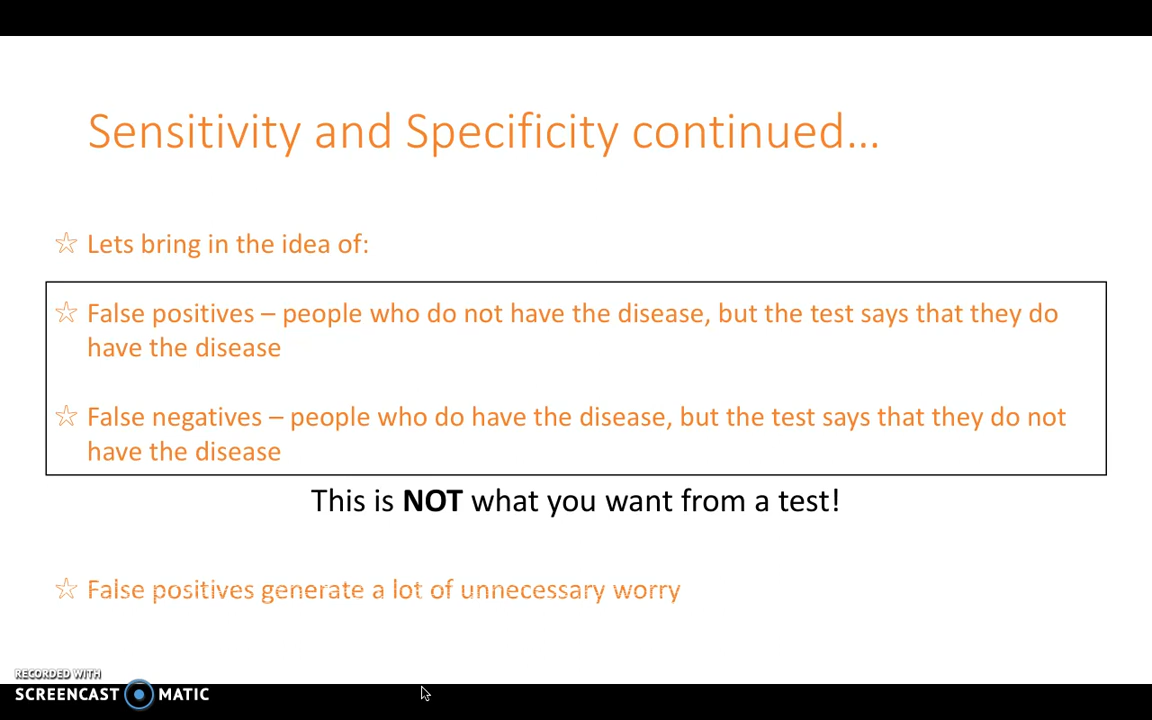 Sensitivity and Specificity continued...
☆ Lets bring in the idea of:
☆ False positives – people who do not have the disease, but the test says that they do
have the disease
☆ False negatives – people who do have the disease, but the test says that they do not
have the disease
This is NOT what you want from a test!
☆ False positives generate a lot of unnecessary worry
RECORDED WITH
SCREENCAST MATIC